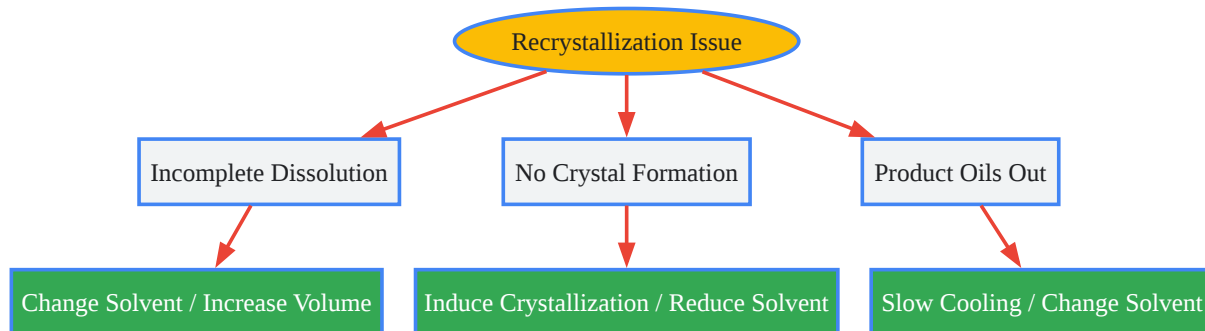 Recrystallization Issue
Incomplete Dissolution
No Crystal Formation
Product Oils Out
Change Solvent / Increase Volume
Induce Crystallization / Reduce Solvent
Slow Cooling / Change Solvent